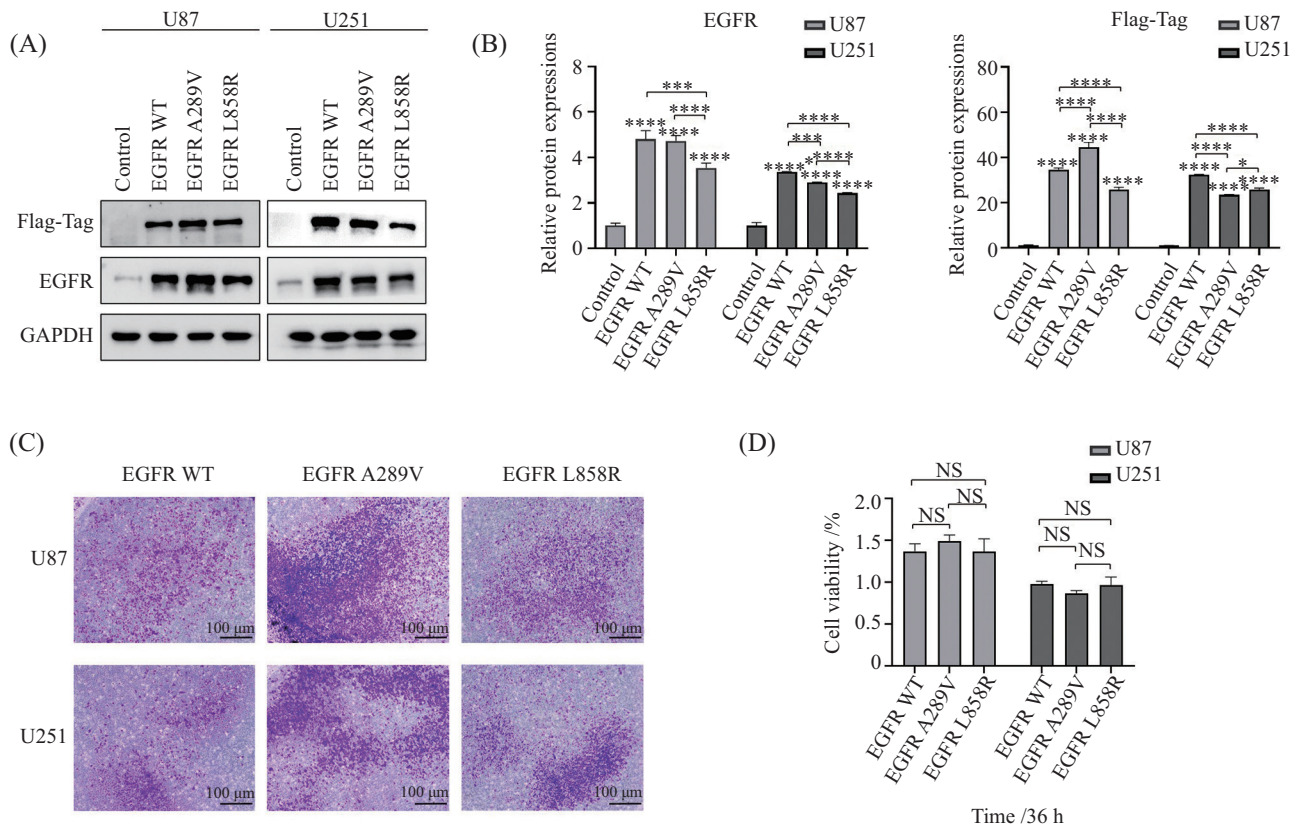 (A)
U87
U251
Control
EGFR WT
EGFR A289V
EGFR L858R
Control
EGFR WT
EGFR A289V
EGFR L858R
Flag-Tag
EGFR
GAPDH
(B)
EGFR
U87
U251
Relative protein expressions
8
6
4
2
0
***
****
****
****
****
****
***
****
****
****
****
Control
EGFR WT
EGFR A289V
EGFR L858R
Control
EGFR WT
EGFR A289V
EGFR L858R
Flag-Tag
U87
U251
Relative protein expressions
80
60
40
20
0
****
****
****
****
****
****
****
****
*
****
****
****
Control
EGFR WT
EGFR A289V
EGFR L858R
Control
EGFR WT
EGFR A289V
EGFR L858R
(C)
EGFR WT
EGFR A289V
EGFR L858R
U87
100 μm
100 μm
100 μm
U251
100 μm
100 μm
100 μm
(D)
U87
U251
Cell viability /%
2.0
1.5
1.0
0.5
0
NS
NS
NS
NS
NS
NS
EGFR WT
EGFR A289V
EGFR L858R
EGFR WT
EGFR A289V
EGFR L858R
Time /36 h